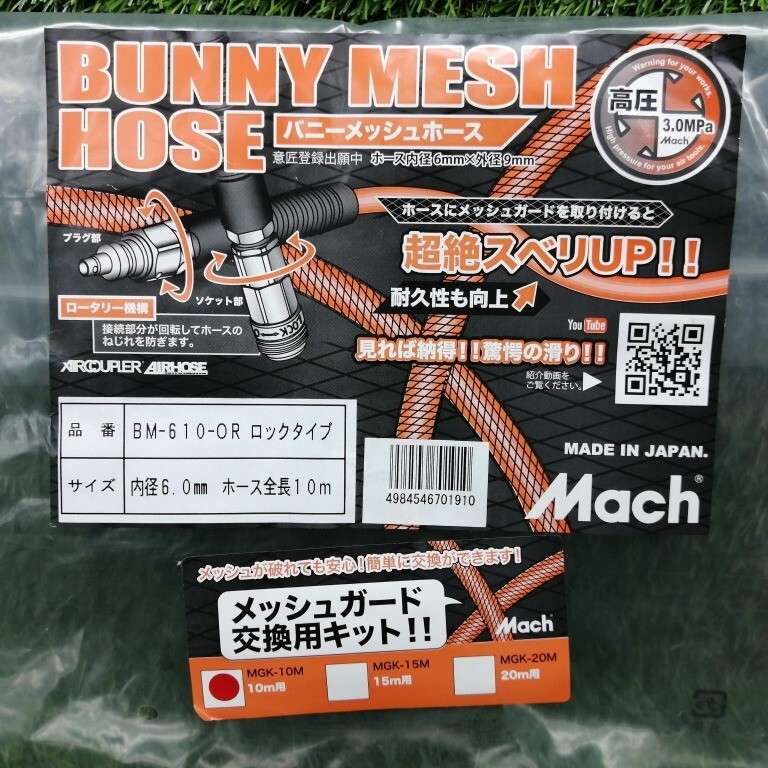 BUNNY MESH
HOSE
バニーメッシュホース
意匠登録出願中 ホース内径6mm×外径9mm
Warning for your works.
高圧
3.0MPa
Mach
High pressure for your air tools.
プラグ部
ソケット部
ロータリー機構
接続部分が回転してホースの
ねじれを防ぎます。
AIRCOUPLER AIRHOSE
ホースにメッシュガードを取り付けると
超絶スベリUP!!
耐久性も向上
YouTube
見れば納得!!驚愕の滑り!!
紹介動画を
ご覧ください。
品番 BM-610-OR ロックタイプ
サイズ 内径6.0mm ホース全長10m
4984546701910
MADE IN JAPAN.
Mach®
メッシュが破れても安心!簡単に交換ができます!
メッシュガード
交換用キット!!
Mach
MGK-10M
10m用
MGK-15M
15m用
MGK-20M
20m用